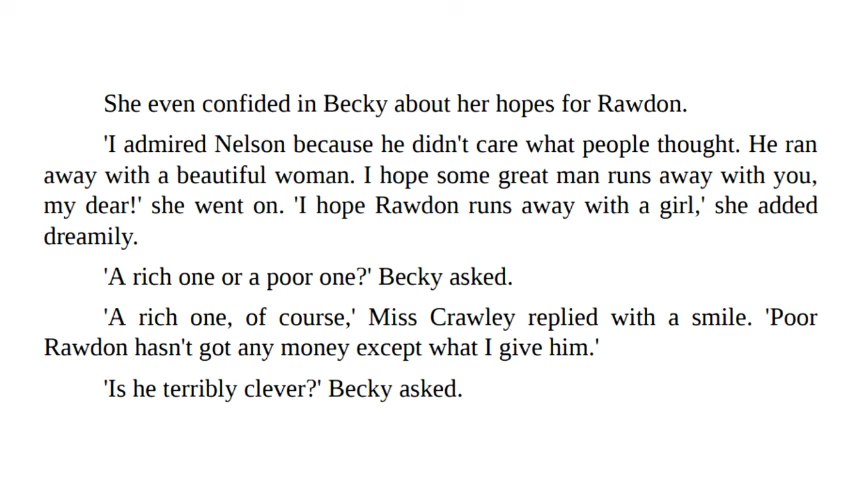 She even confided in Becky about her hopes for Rawdon.
'I admired Nelson because he didn't care what people thought. He ran
away with a beautiful woman. I hope some great man runs away with you,
my dear!' she went on. 'I hope Rawdon runs away with a girl,' she added
dreamily.
'A rich one or a poor one?' Becky asked.
'A rich one, of course,' Miss Crawley replied with a smile. 'Poor
Rawdon hasn't got any money except what I give him.'
'Is he terribly clever?' Becky asked.